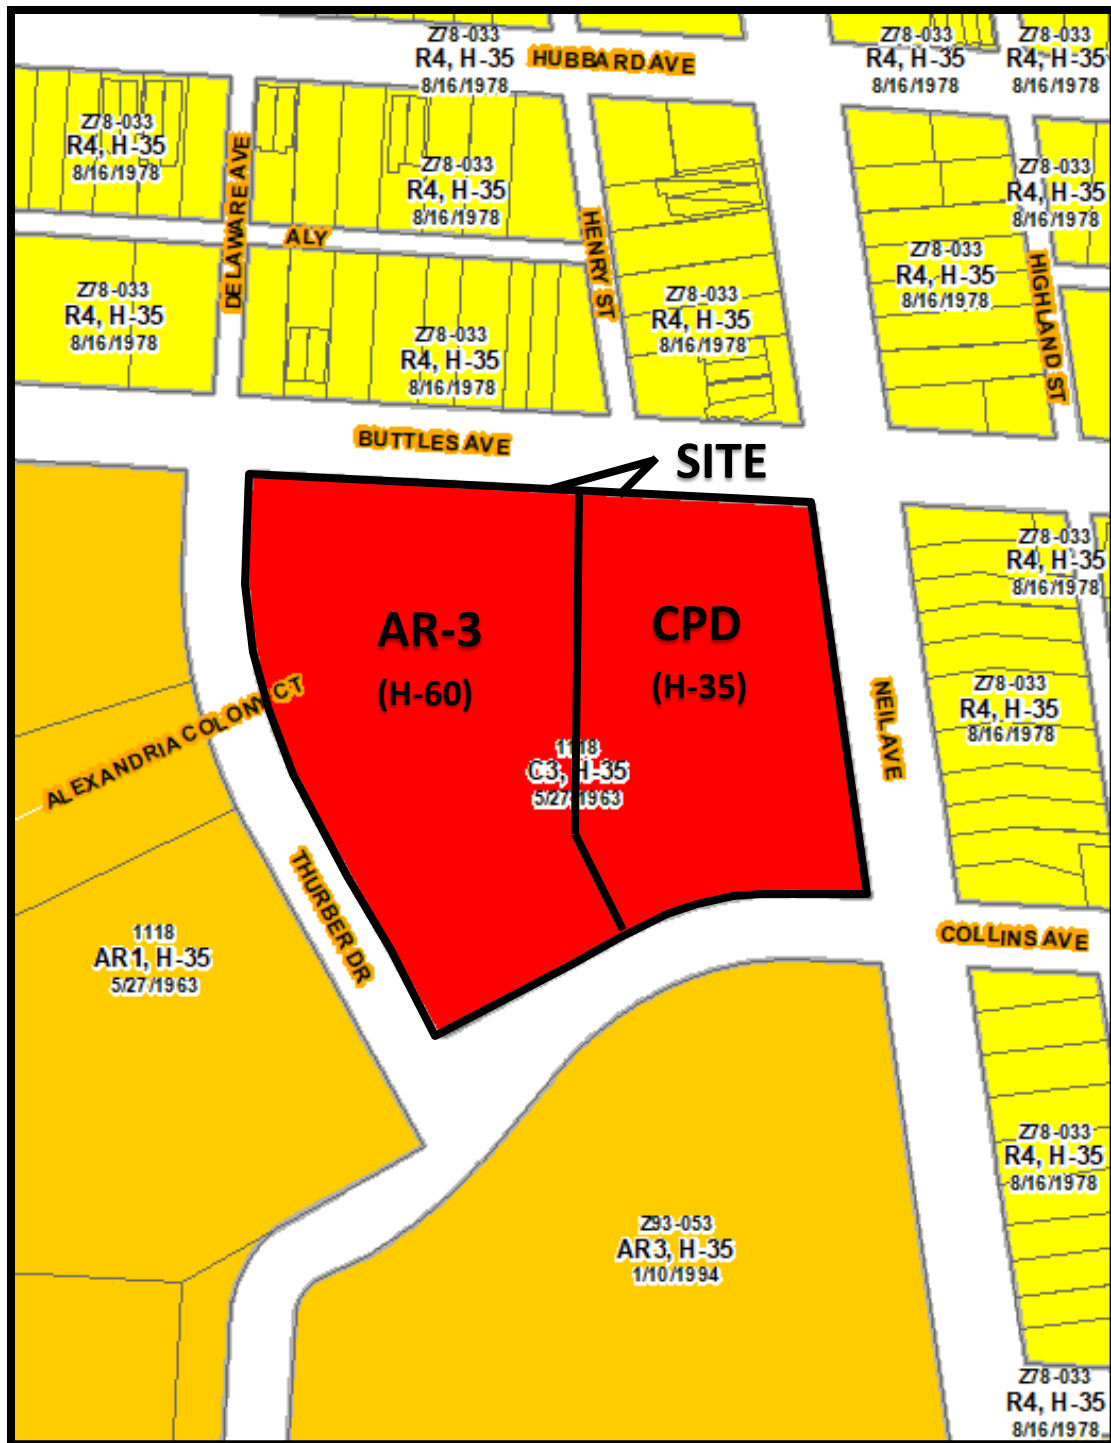 Z78-033
R4, H-35
8/16/1978
HUBBARD AVE
Z78-033
R4, H-35
8/16/1978
Z78-033
R4, H-35
8/16/1978
Z78-033
R4, H-35
8/16/1978
DELAWARE AVE
Z78-033
R4, H-35
8/16/1978
Z78-033
R4, H-35
8/16/1978
ALY
HENRY ST
Z78-033
R4, H-35
8/16/1978
HIGHLAND ST
Z78-033
R4, H-35
8/16/1978
Z78-033
R4, H-35
8/16/1978
Z78-033
R4, H-35
8/16/1978
BUTTLES AVE
SITE
Z78-033
R4, H-35
8/16/1978
AR-3
(H-60)
CPD
(H-35)
ALEXANDRIA COLONY CT
NEIL AVE
Z78-033
R4, H-35
8/16/1978
1118
C3, H-35
5/27/1963
THURBER DR
1118
AR1, H-35
5/27/1963
COLLINS AVE
Z78-033
R4, H-35
8/16/1978
Z93-053
AR3, H-35
1/10/1994
Z78-033
R4, H-35
8/16/1978